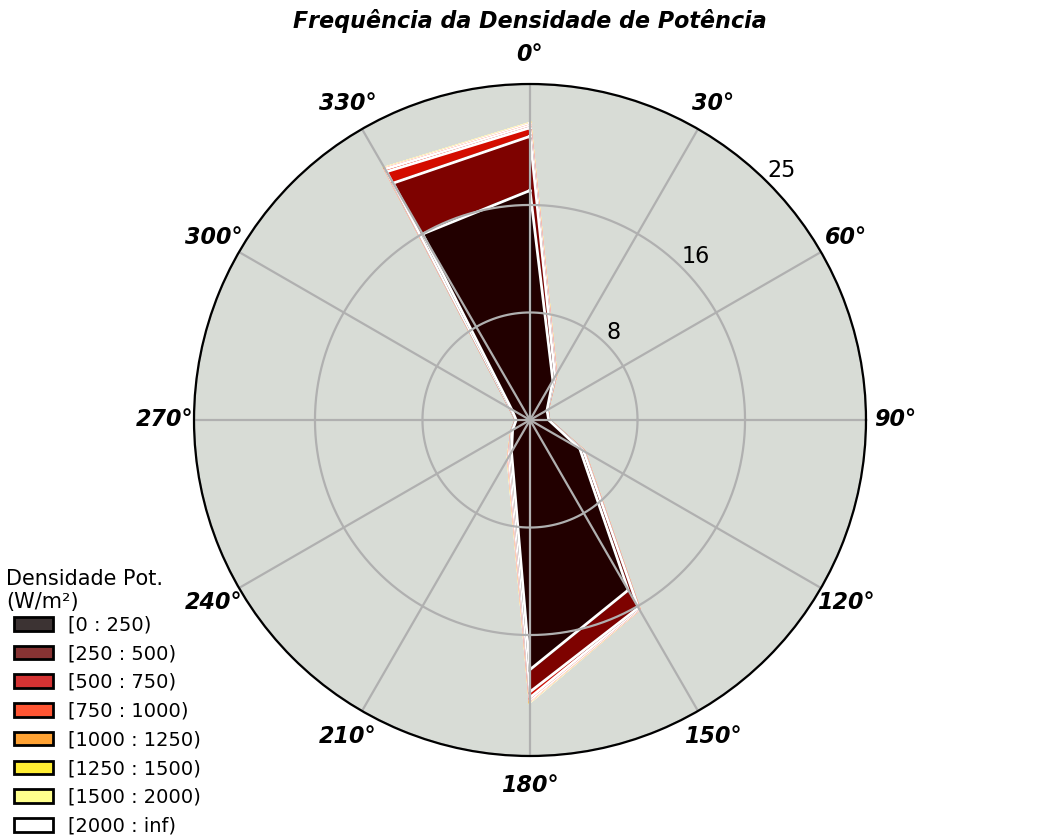 Frequência da Densidade de Potência
0°
330°
30°
25
300°
60°
16
8
270°
90°
240°
120°
210°
150°
180°
Densidade Pot.
(W/m²)
[0 : 250)
[250 : 500)
[500 : 750)
[750 : 1000)
[1000 : 1250)
[1250 : 1500)
[1500 : 2000)
[2000 : inf)